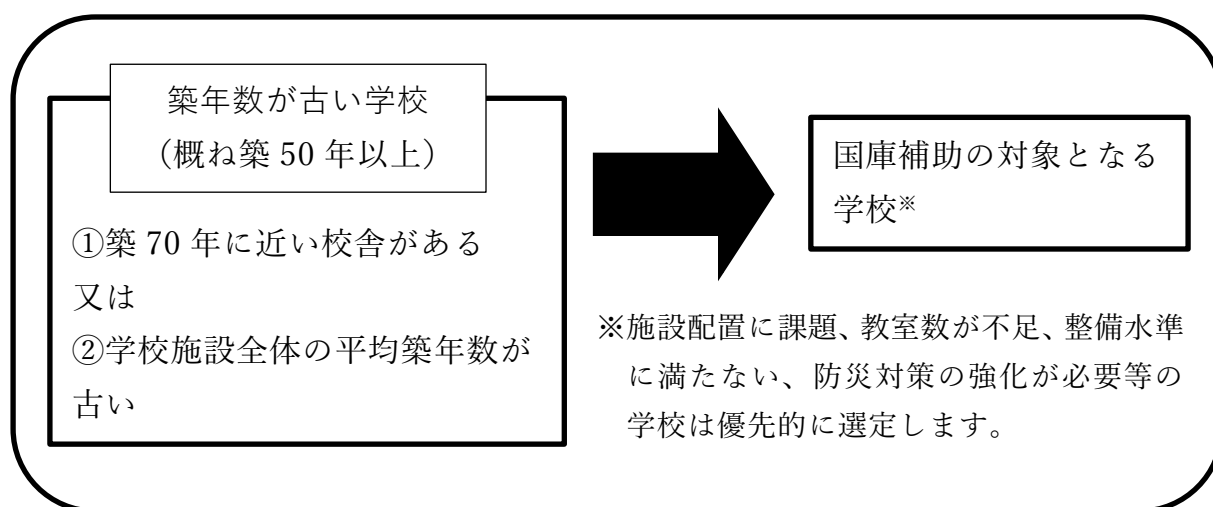 築年数が古い学校
（概ね築 50 年以上）
①築 70 年に近い校舎がある
又は
②学校施設全体の平均築年数が
古い
国庫補助の対象となる
学校※
※施設配置に課題、教室数が不足、整備水準
に満たない、防災対策の強化が必要等の
学校は優先的に選定します。